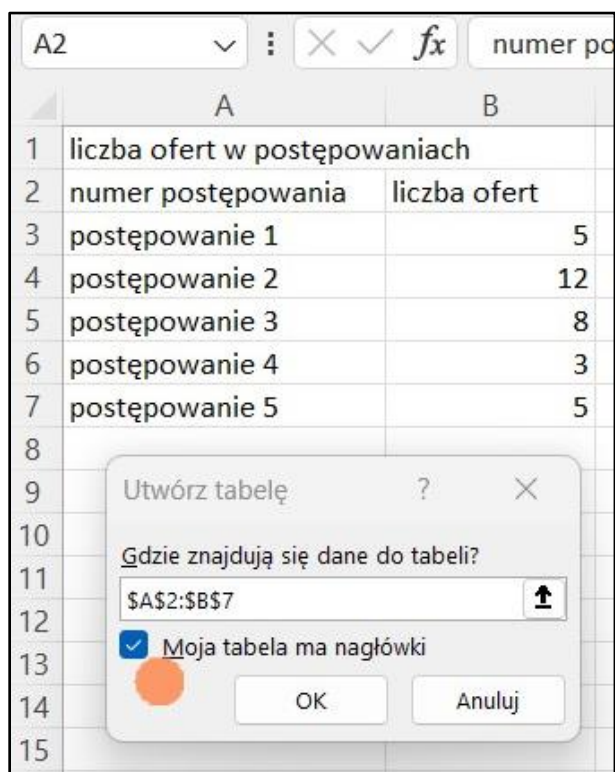 A2 fx numer po
A B
1 liczba ofert w postępowaniach
2 numer postępowania liczba ofert
3 postępowanie 1 5
4 postępowanie 2 12
5 postępowanie 3 8
6 postępowanie 4 3
7 postępowanie 5 5
8
9 Utwórz tabelę ? ×
10
Gdzie znajdują się dane do tabeli?
11
$A$2:$B$7
12
Moja tabela ma nagłówki
13
14 OK Anuluj
15